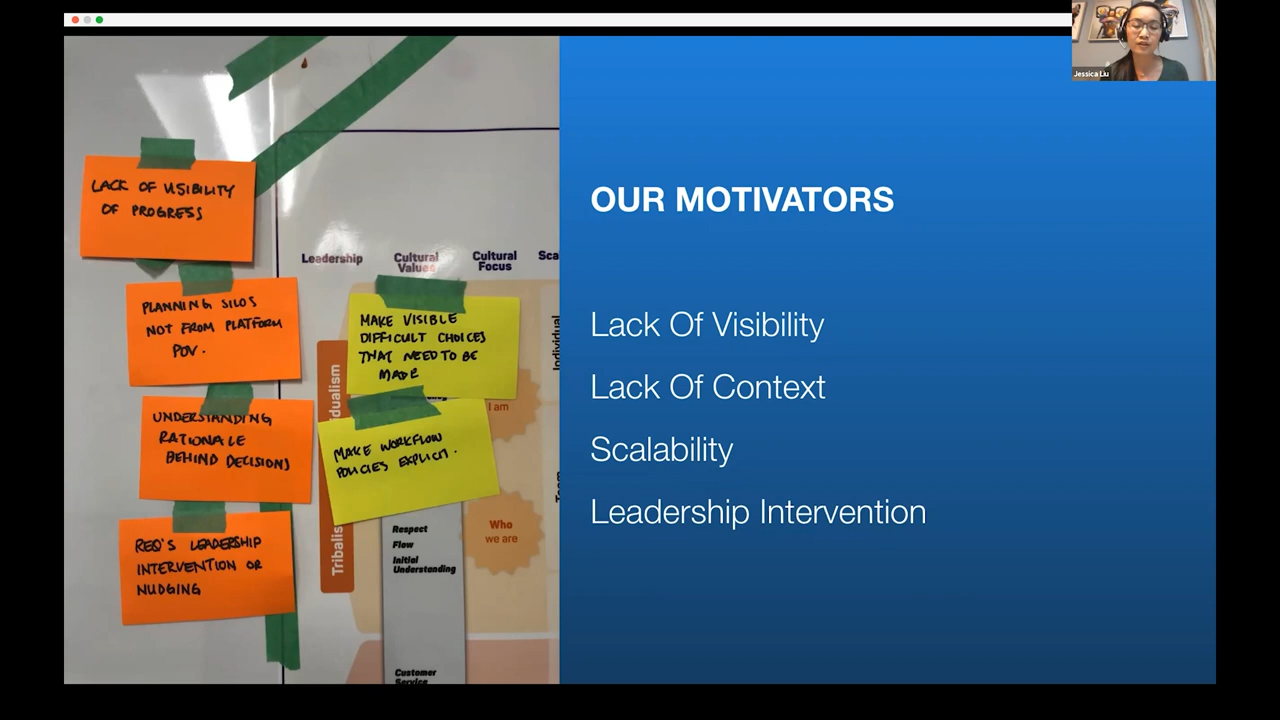 Jessica Liu
LACK OF VISIBILITY
OF PROGRESS
PLANNING SILOS
NOT FROM PLATFORM
POV.
UNDERSTANDING
RATIONALE
BEHIND DECISIONS
REQ'S LEADERSHIP
INTERVENTION OR
NUDGING
Leadership
Cultural
Values
Cultural
Focus
MAKE VISIBLE
DIFFICULT CHOICES
THAT NEED TO BE
MADE
MAKE WORKFLOW
POLICIES EXPLICIT.
I am
Individual
Team
Who
we are
Respect
Flow
Initial
Understanding
Customer
Service
OUR MOTIVATORS
Lack Of Visibility
Lack Of Context
Scalability
Leadership Intervention